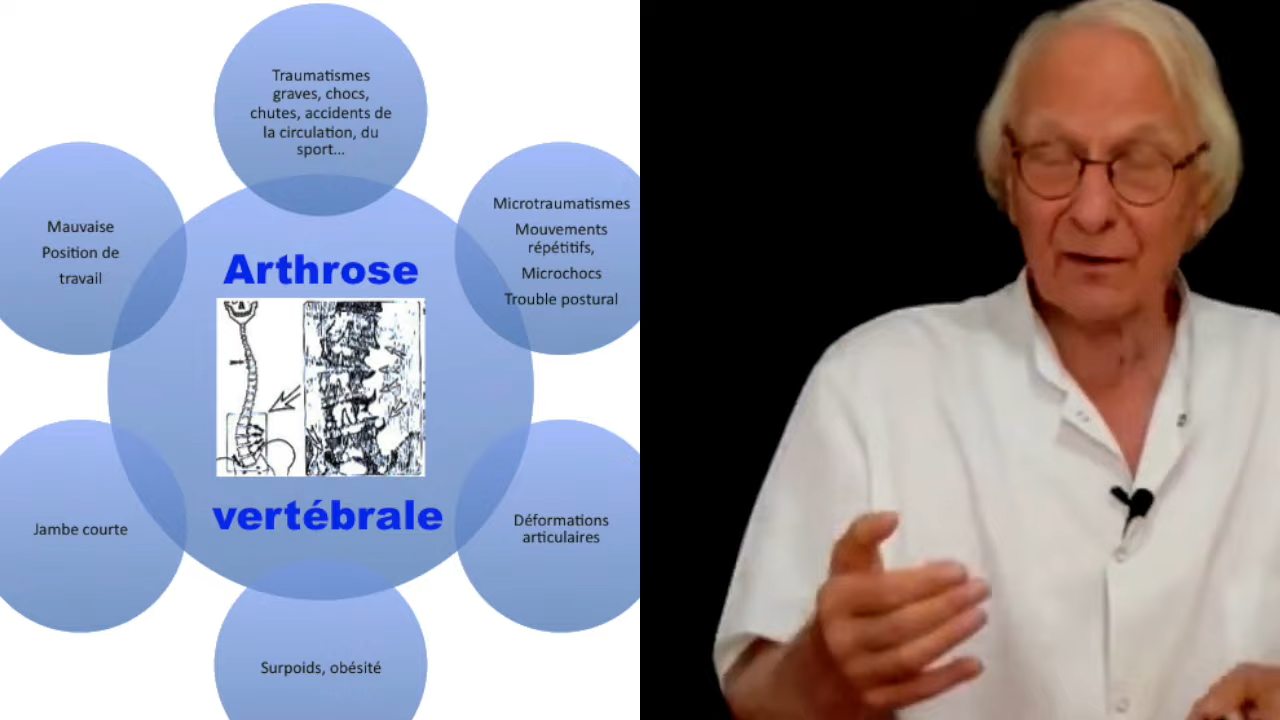 Traumatismes
graves, chocs,
chutes, accidents de
la circulation, du
sport...
Microtraumatismes
Mouvements
répétitifs,
Microchocs
Trouble postural
Mauvaise
Position de
travail
Arthrose
vertébrale
Jambe courte
Déformations
articulaires
Surpoids, obésité